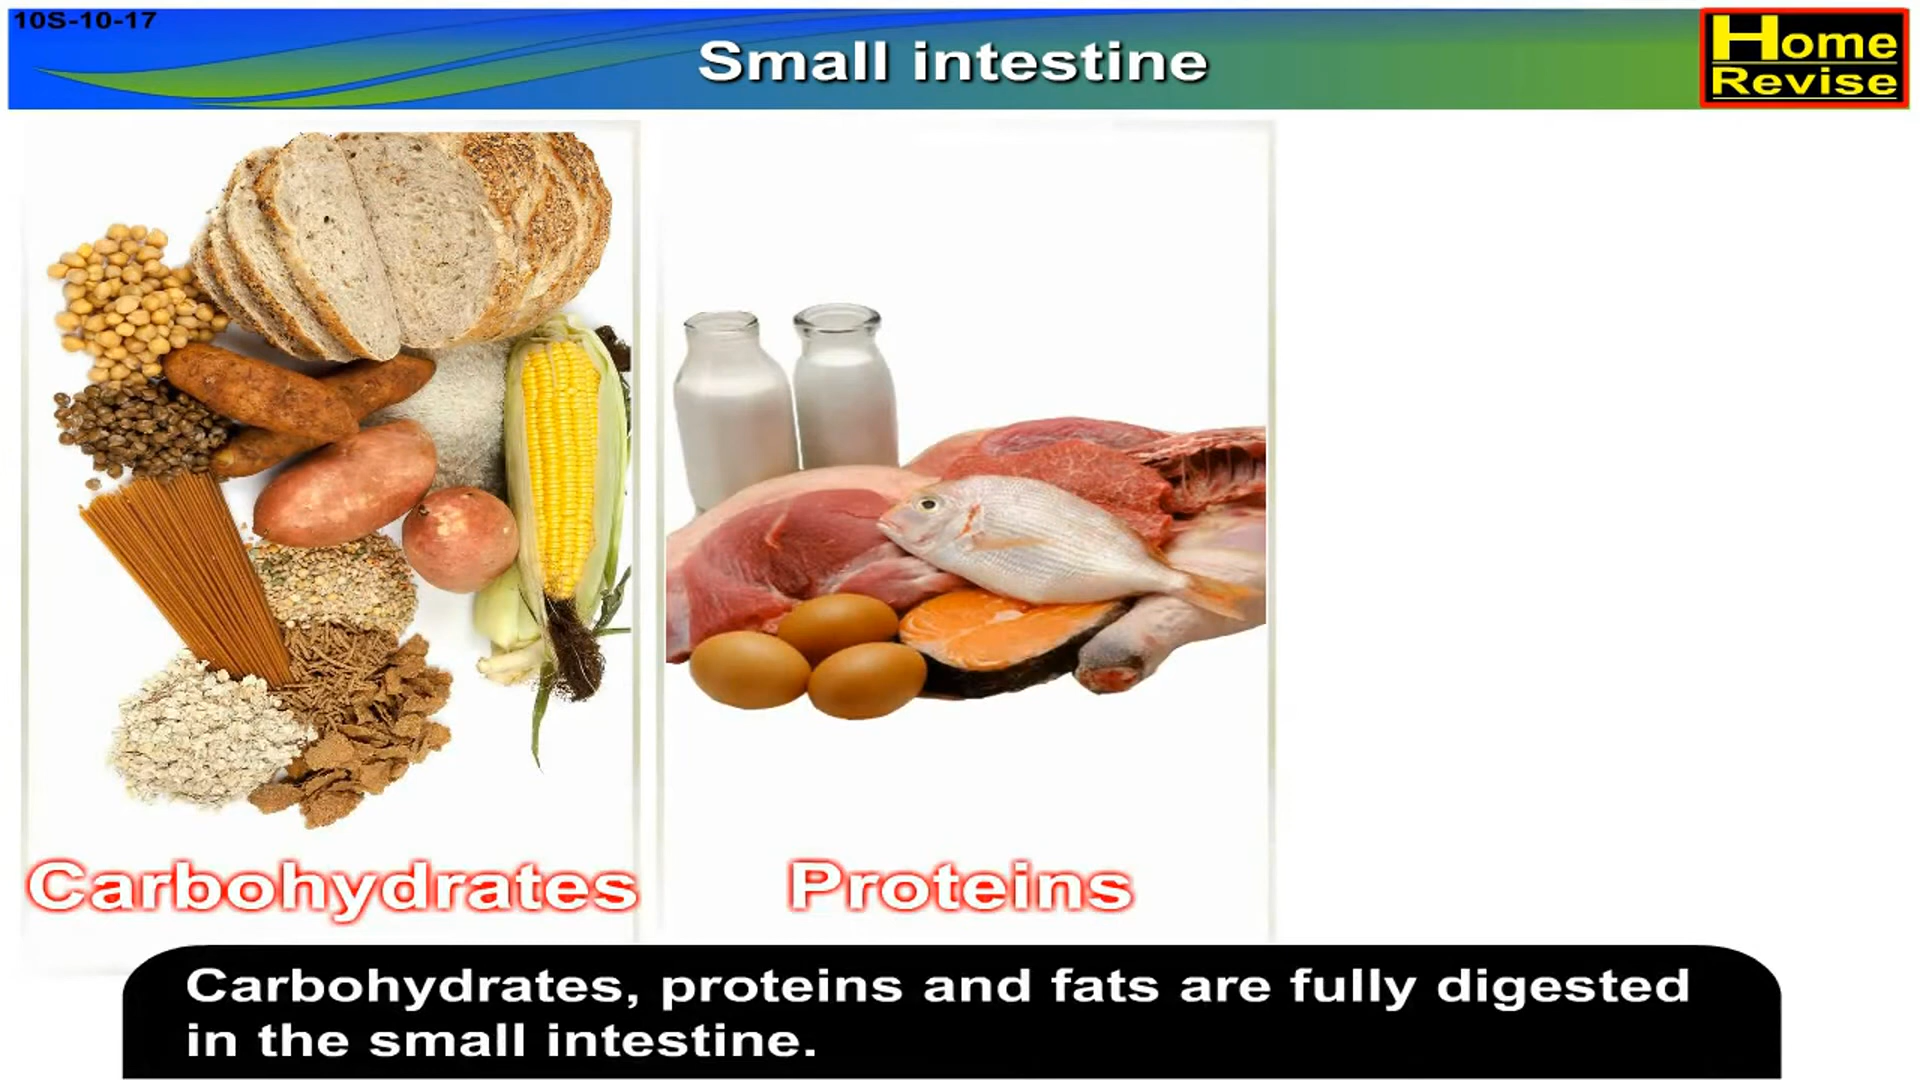 10S-10-17
Small intestine
Home
Revise
Carbohydrates
Proteins
Carbohydrates, proteins and fats are fully digested
in the small intestine.